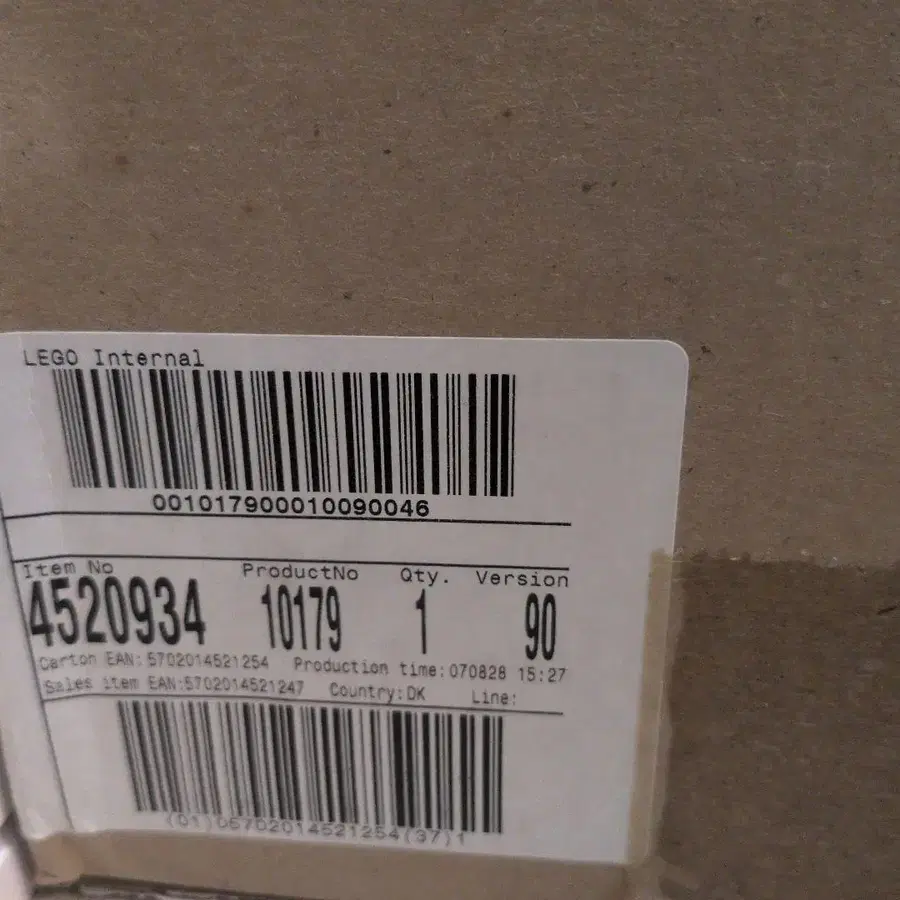 LEGO Internal
0010179000010090046
Item No ProductNo Qty. Version
4520934 10179 1 90
Carton EAN:5702014521254 Production time:070828 15:27
Sales item EAN:5702014521247 Country:DK Line:
(01)05702014521254(37)1